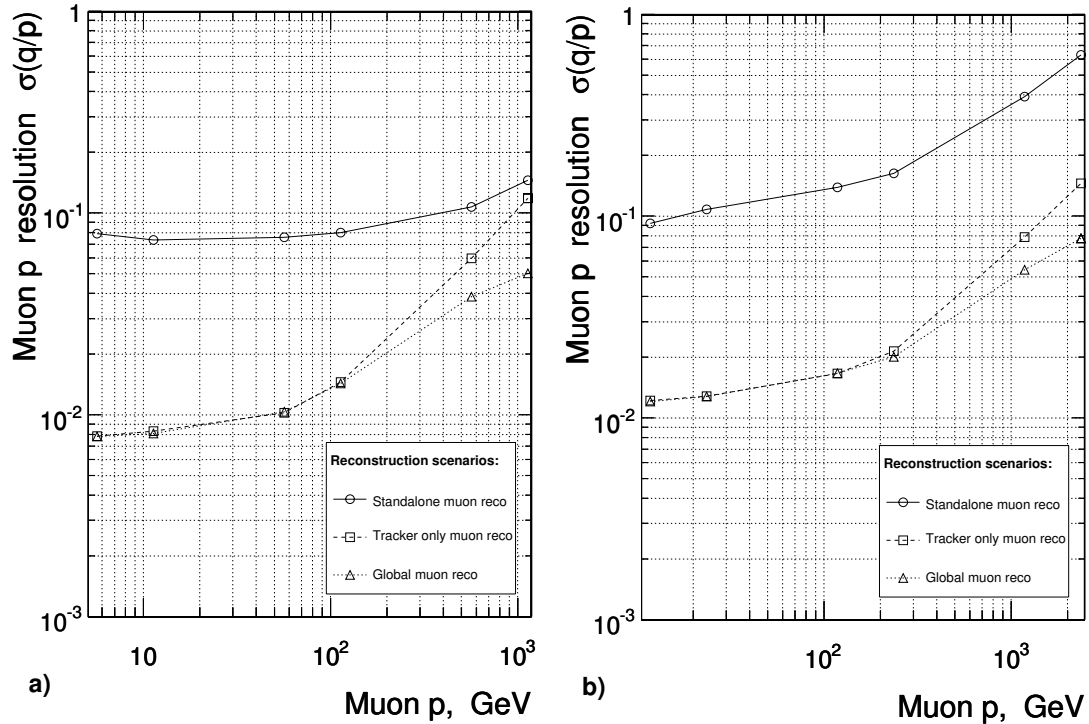 Muon p resolution σ(q/p)
1
10⁻¹
10⁻²
10⁻³
10
10²
10³
Reconstruction scenarios:
Standalone muon reco
Tracker only muon reco
Global muon reco
a)
Muon p, GeV
Muon p resolution σ(q/p)
1
10⁻¹
10⁻²
10⁻³
10²
10³
Reconstruction scenarios:
Standalone muon reco
Tracker only muon reco
Global muon reco
b)
Muon p, GeV